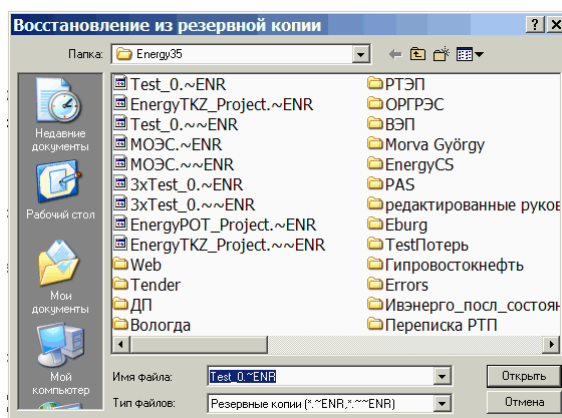 Восстановление из резервной копии
Папка: Energy35
Недавние документы
Рабочий стол
Мои документы
Мой компьютер
Test_0.~ENR
EnergyTKZ_Project.~ENR
Test_0.~~ENR
МОЭС.~ENR
МОЭС.~~ENR
3xTest_0.~ENR
3xTest_0.~~ENR
EnergyPOT_Project.~ENR
EnergyTKZ_Project.~~ENR
Web
Tender
ДП
Вологда
РТЭП
ОРГРЭС
ВЭП
Morva György
EnergyCS
PAS
редактированные руков
Eburg
TestПотерь
Гипровостокнефть
Errors
Ивэнерго_посл_состоян
Переписка РТП
Имя файла: Test_0.~ENR Открыть
Тип файлов: Резервные копии (*.~ENR,*.~~ENR) Отмена